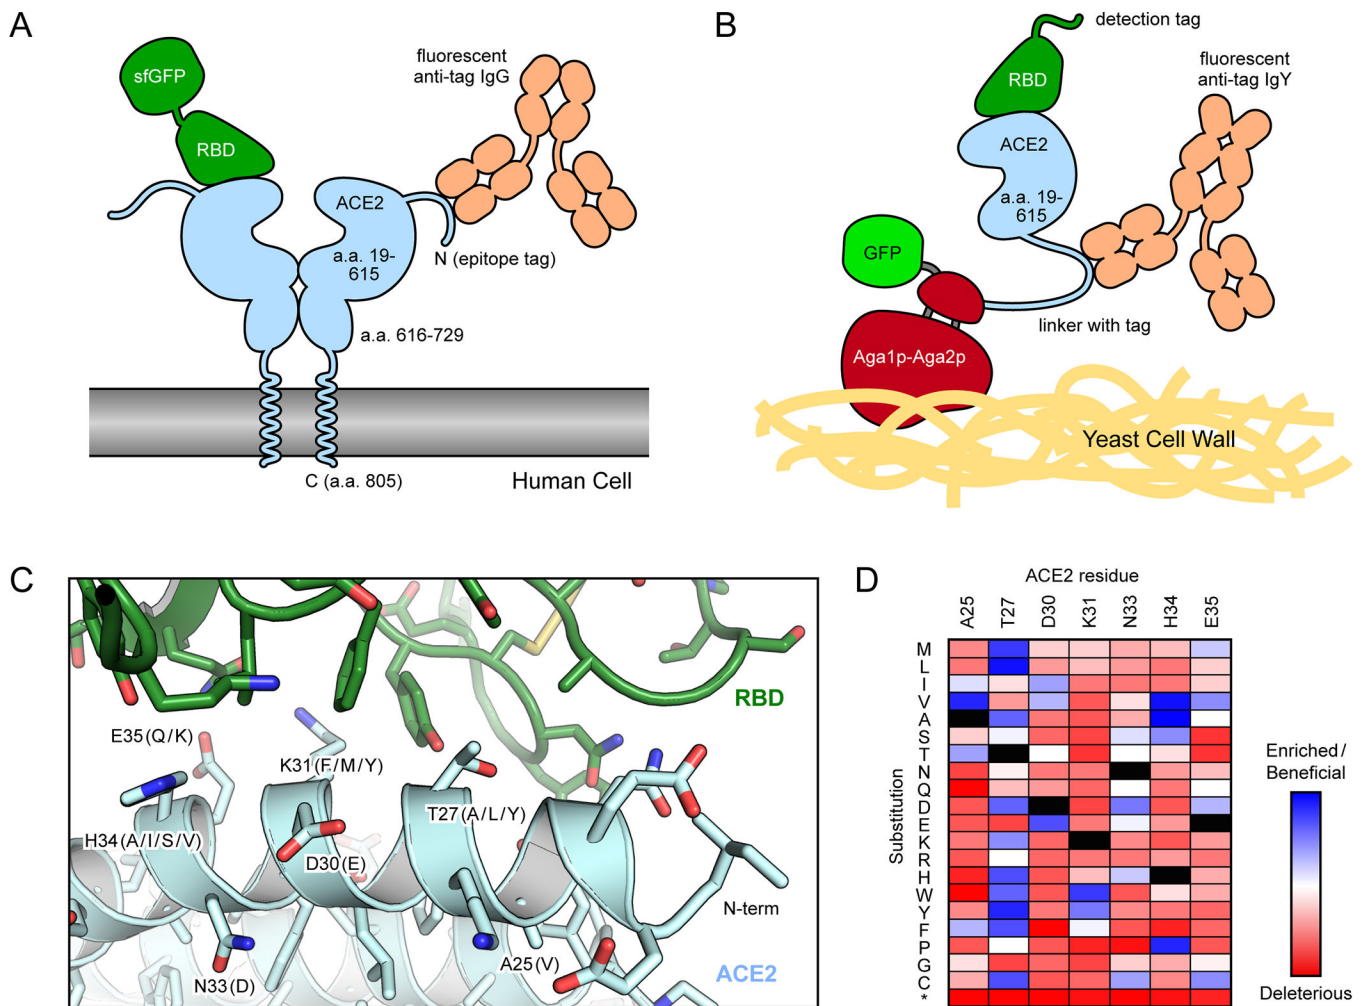 A
sfGFP
RBD
fluorescent
anti-tag IgG
ACE2
a.a. 19-
615
N (epitope tag)
a.a. 616-729
C (a.a. 805)
Human Cell
B
detection tag
RBD
fluorescent
anti-tag IgY
ACE2
a.a. 19-
615
GFP
linker with tag
Aga1p-Aga2p
Yeast Cell Wall
C
RBD
E35(Q/K)
K31(F/M/Y)
T27(A/L/Y)
H34(A/I/S/V)
D30(E)
N-term
A25(V)
N33(D)
ACE2
D
ACE2 residue
A25
T27
D30
K31
N33
H34
E35
Substitution
M
L
I
V
A
S
T
N
Q
D
E
K
R
H
W
Y
F
P
G
C
*
Enriched/
Beneficial
Deleterious